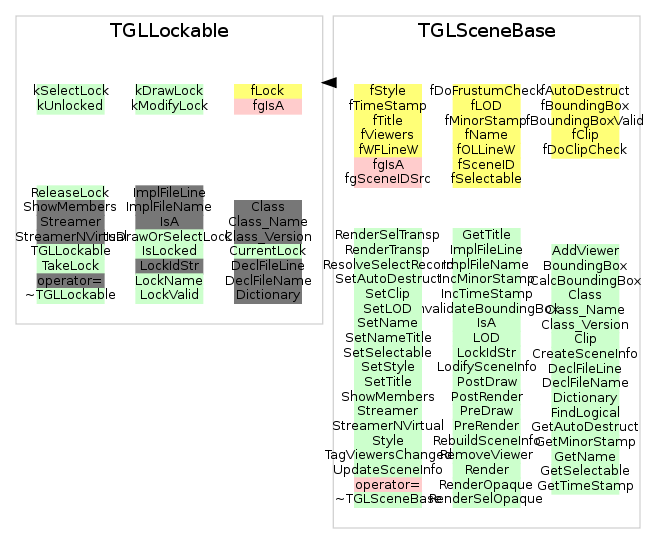 TGLLockable
kSelectLock
kUnlocked
kDrawLock
kModifyLock
fLock
fgIsA
ReleaseLock
ShowMembers
Streamer
StreamerNVirtual
TGLLockable
TakeLock
operator=
~TGLLockable
ImplFileLine
ImplFileName
IsA
IsLocked
LockIdStr
LockName
LockValid
Class
Class_Name
Class_Version
CurrentLock
DeclFileLine
DeclFileName
Dictionary
TGLSceneBase
fStyle
fTimeStamp
fTitle
fViewers
fWFLineW
fgIsA
fgSceneIDSrc
fDoFrustumCheck
fLOD
fMinorStamp
fName
fOLLineW
fSceneID
fSelectable
fAutoDestruct
fBoundingBox
fBoundingBoxValid
fClip
fDoClipCheck
RenderSelTransp
RenderTransp
ResolveSelectRecord
SetAutoDestruct
SetClip
SetLOD
SetName
SetNameTitle
SetSelectable
SetStyle
SetTitle
ShowMembers
Streamer
StreamerNVirtual
Style
TagViewersChanged
UpdateSceneInfo
operator=
~TGLSceneBase
GetTitle
ImplFileLine
ImplFileName
IncMinorStamp
IncTimeStamp
InvalidateBoundingBox
IsA
LOD
LockIdStr
LodifySceneInfo
PostDraw
PostRender
PreDraw
PreRender
RebuildSceneInfo
RemoveViewer
Render
RenderOpaque
RenderSelOpaque
AddViewer
BoundingBox
CalcBoundingBox
Class
Class_Name
Class_Version
Clip
CreateSceneInfo
DeclFileLine
DeclFileName
Dictionary
FindLogical
GetAutoDestruct
GetMinorStamp
GetName
GetSelectable
GetTimeStamp